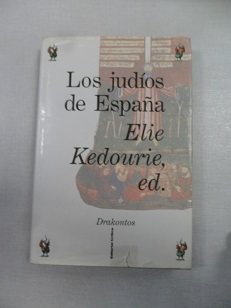 Los judíos
de España
Elie
Kedourie,
ed.
Drakontos